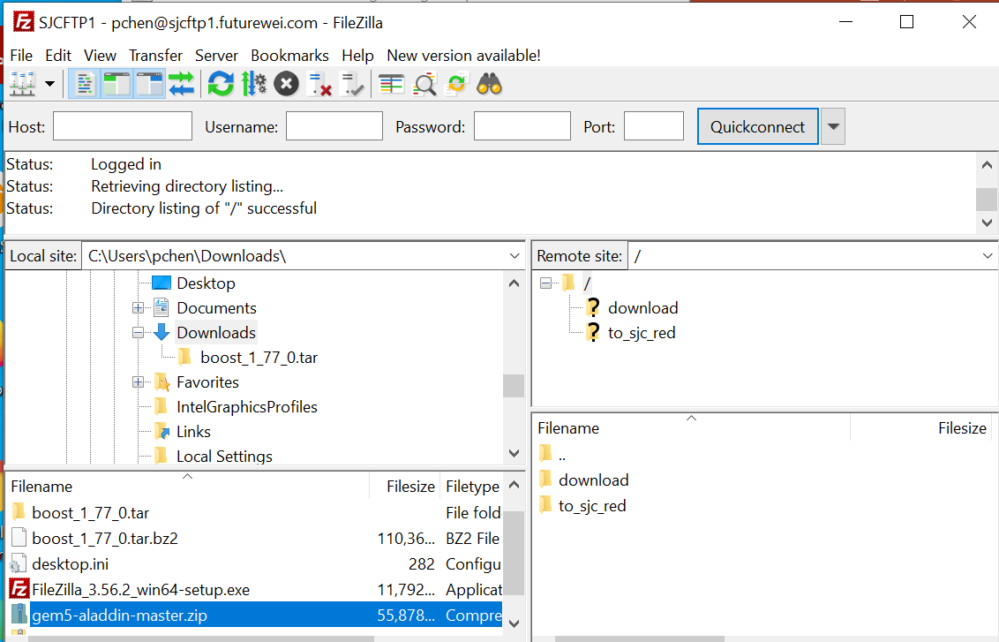 SJCFTP1 - pchen@sjcftp1.futurewei.com - FileZilla
File Edit View Transfer Server Bookmarks Help New version available!
Host: Username: Password: Port: Quickconnect
Status: Logged in
Status: Retrieving directory listing...
Status: Directory listing of "/" successful
Local site: C:\Users\pchen\Downloads\
Desktop
Documents
Downloads
boost_1_77_0.tar
Favorites
IntelGraphicsProfiles
Links
Local Settings
Filename Filesize Filetype
boost_1_77_0.tar File fold
boost_1_77_0.tar.bz2 110,36... BZ2 File
desktop.ini 282 Configu
FileZilla_3.56.2_win64-setup.exe 11,792... Applicat
gem5-aladdin-master.zip 55,878... Compre
Remote site: /
/
? download
? to_sjc_red
Filename Filesize
..
download
to_sjc_red